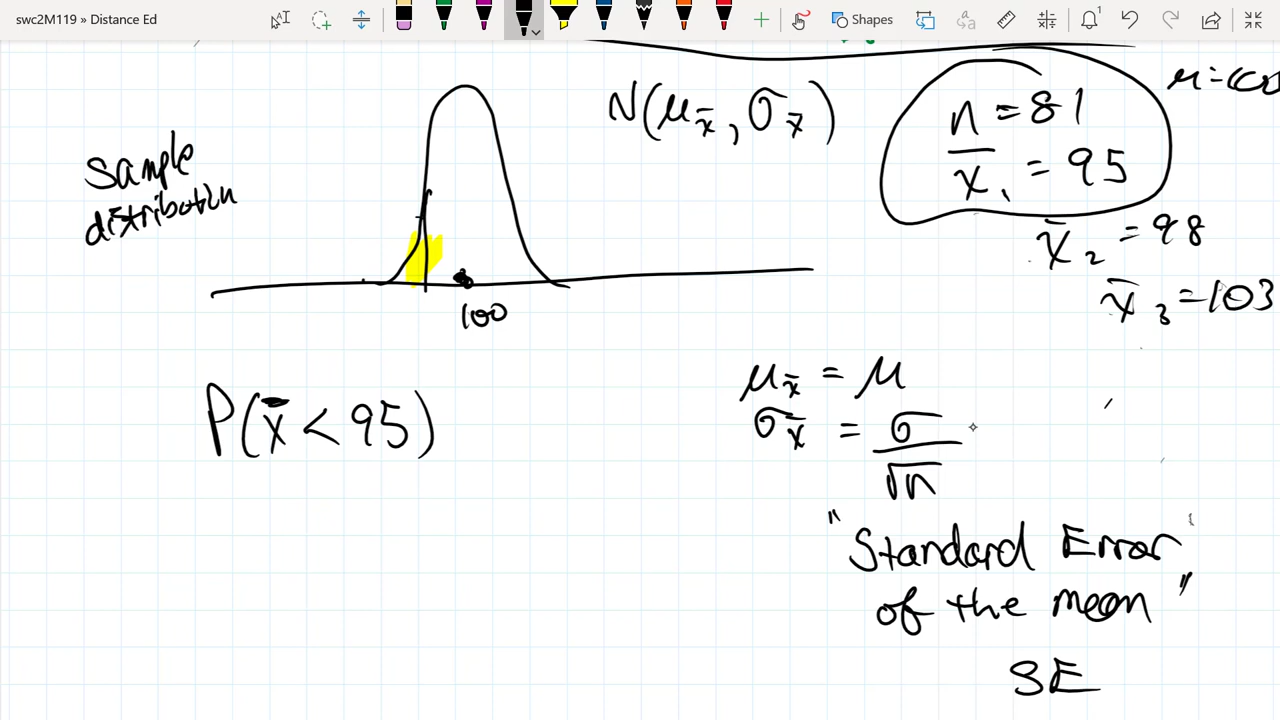 swc2M119 » Distance Ed
Shapes
1
Sample
distribution
N(μx̄, σx̄)
n = 81
x̄₁ = 95
x̄₂ = 98
x̄₃ = 103
100
P(x̄ < 95)
μx̄ = μ
σx̄ = σ/√n
"Standard Error
of the mean"
SE